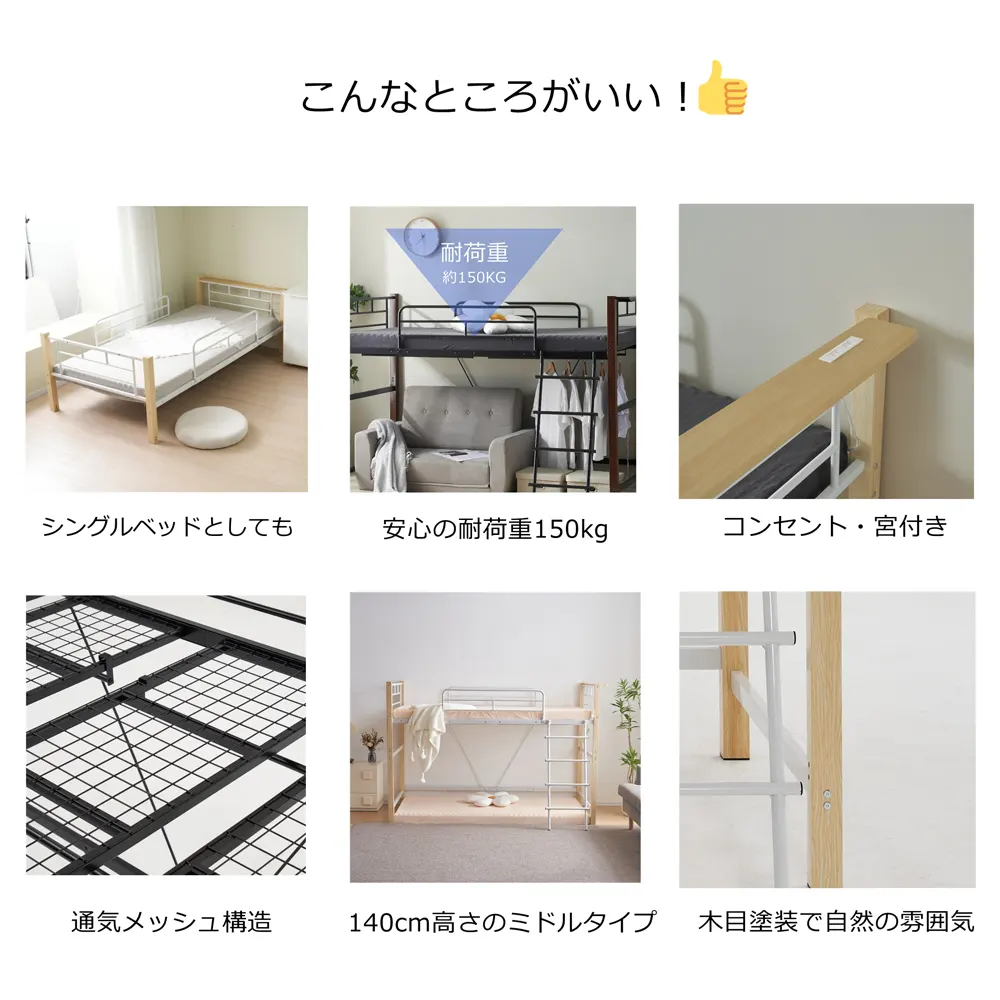 こんなところがいい！
耐荷重
約150KG
シングルベッドとしても
安心の耐荷重150kg
コンセント・宮付き
通気メッシュ構造
140cm高さのミドルタイプ
木目塗装で自然の雰囲気